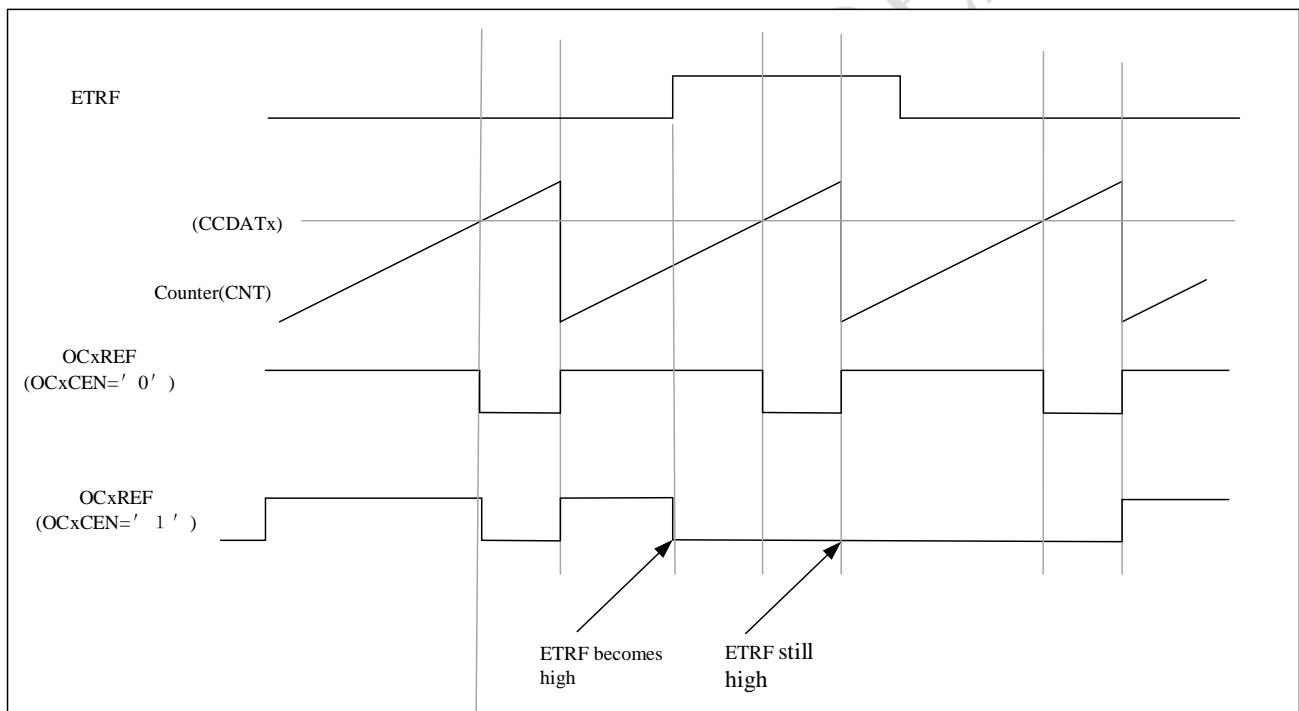 ETRF
(CCDATx)
Counter(CNT)
OCxREF
(OCxCEN=′ 0′ )
OCxREF
(OCxCEN=′ 1 ′ )
ETRF becomes
high
ETRF still
high